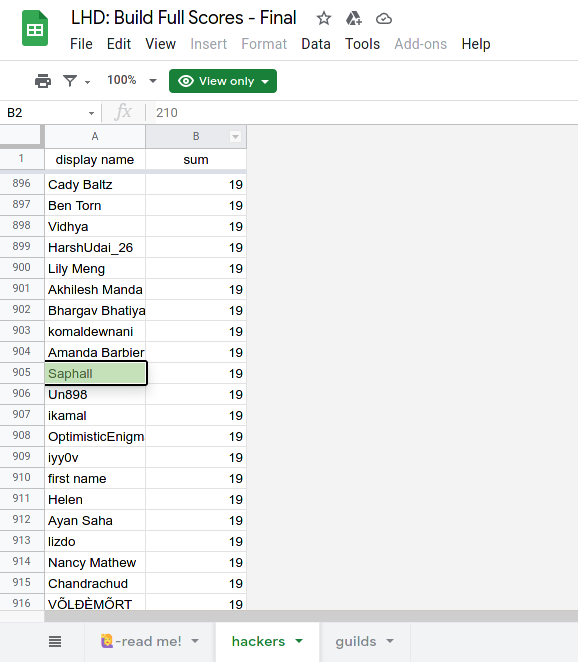 LHD: Build Full Scores - Final
File Edit View Insert Format Data Tools Add-ons Help
100% View only
B2 fx 210
A B
1 display name sum
896 Cady Baltz 19
897 Ben Torn 19
898 Vidhya 19
899 HarshUdai_26 19
900 Lily Meng 19
901 Akhilesh Manda 19
902 Bhargav Bhatiya 19
903 komaldewnani 19
904 Amanda Barbier 19
905 Saphall 19
906 Un898 19
907 ikamal 19
908 OptimisticEnigm 19
909 iyy0v 19
910 first name 19
911 Helen 19
912 Ayan Saha 19
913 lizdo 19
914 Nancy Mathew 19
915 Chandrachud 19
916 VÕLÐÈMÕRT 19
-read me! hackers guilds